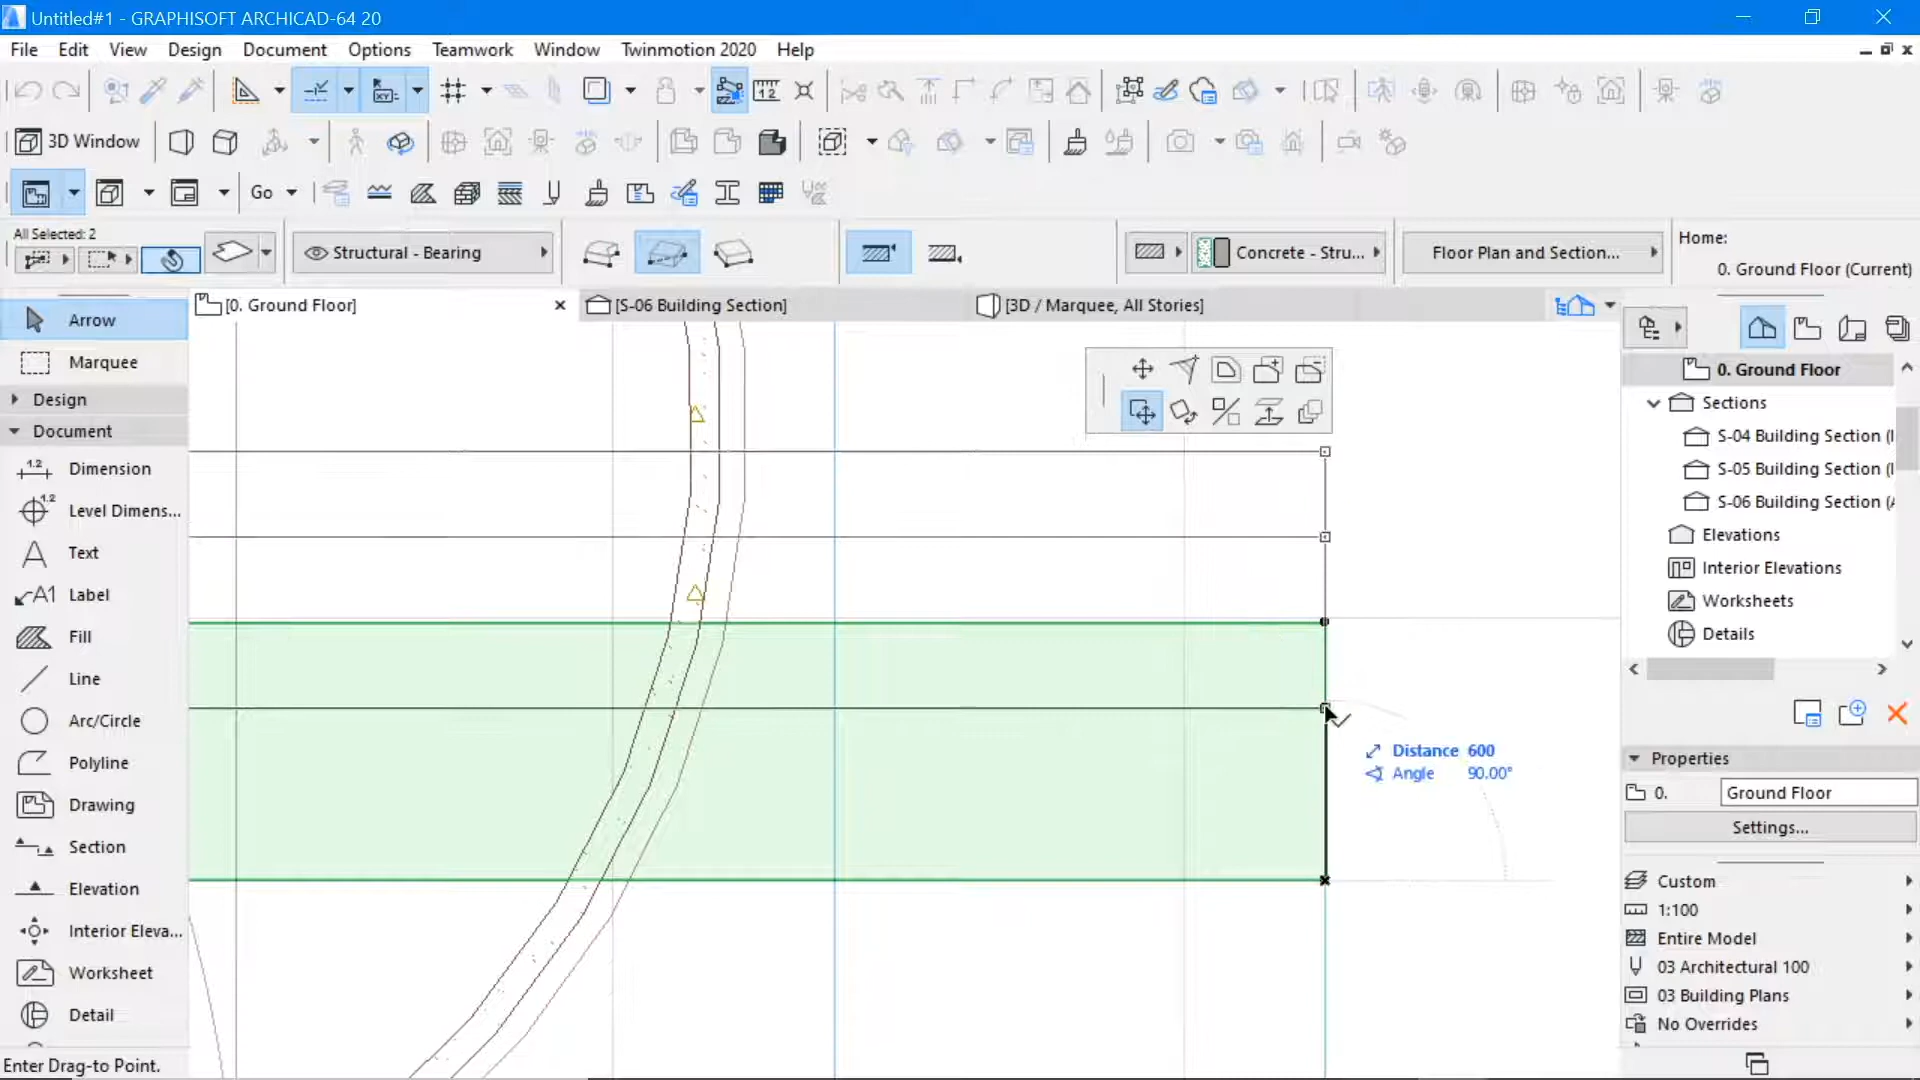 Untitled#1 - GRAPHISOFT ARCHICAD-64 20
File Edit View Design Document Options Teamwork Window Twinmotion 2020 Help
3D Window
Go
All Selected: 2
Structural - Bearing
Concrete - Stru...
Floor Plan and Section...
Home:
0. Ground Floor (Current)
[0. Ground Floor]
[S-06 Building Section]
[3D / Marquee, All Stories]
Arrow
Marquee
Design
Document
Dimension
Level Dimens...
Text
Label
Fill
Line
Arc/Circle
Polyline
Drawing
Section
Elevation
Interior Eleva...
Worksheet
Detail
Distance 600
Angle 90.00°
0. Ground Floor
Sections
S-04 Building Section (I
S-05 Building Section (I
S-06 Building Section (A
Elevations
Interior Elevations
Worksheets
Details
Properties
0. Ground Floor
Settings...
Custom
1:100
Entire Model
03 Architectural 100
03 Building Plans
No Overrides
Enter Drag-to Point.